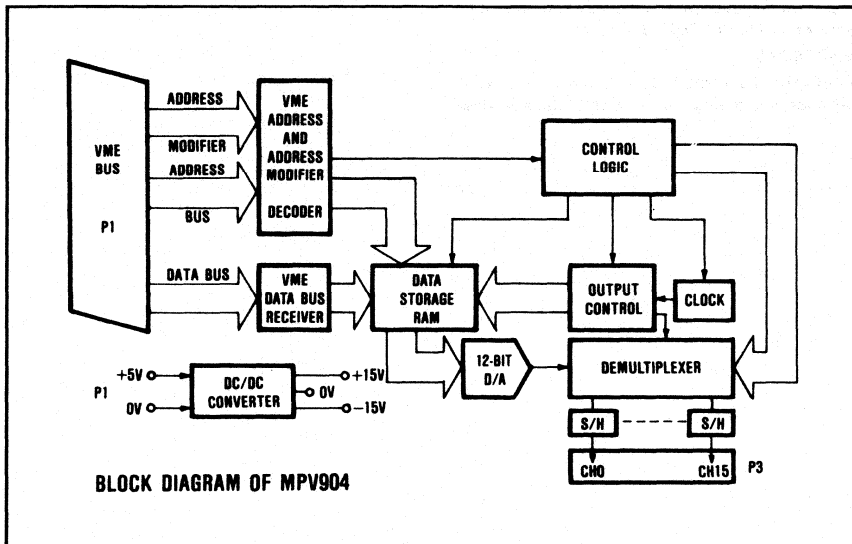 ADDRESS
MODIFIER
ADDRESS
BUS
VME
BUS
P1
VME
ADDRESS
AND
ADDRESS
MODIFIER
DECODER
CONTROL
LOGIC
DATA BUS
VME
DATA BUS
RECEIVER
DATA
STORAGE
RAM
OUTPUT
CONTROL
CLOCK
P1
+5V
0V
DC/DC
CONVERTER
+15V
0V
-15V
12-BIT
D/A
DEMULTIPLEXER
S/H
S/H
CH0
CH15
P3
BLOCK DIAGRAM OF MPV904